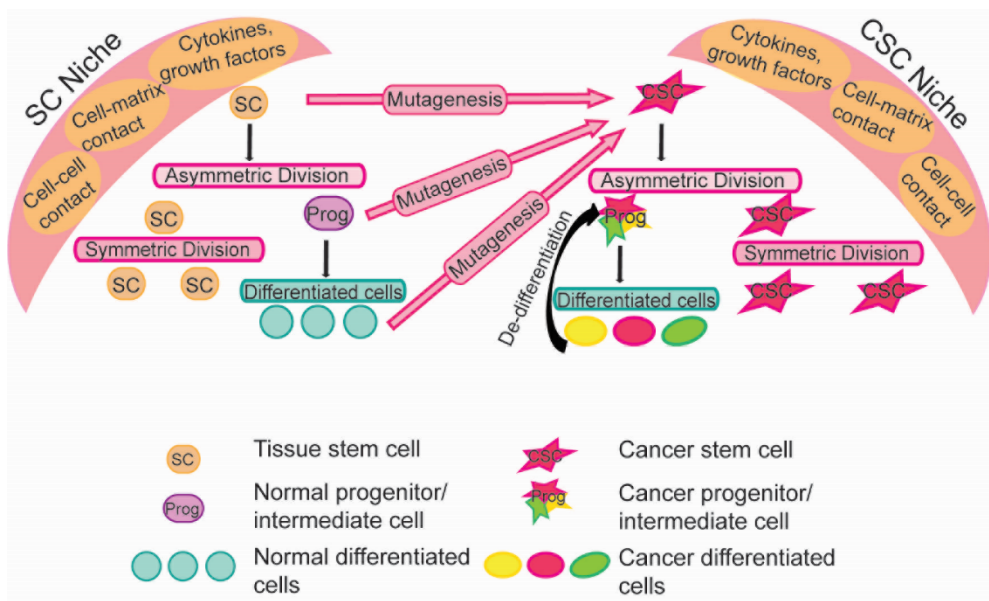 SC Niche
Cytokines,
growth factors
Cell-matrix
contact
Cell-cell
contact
SC
Asymmetric Division
SC
Prog
Symmetric Division
SC
SC
Differentiated cells
Mutagenesis
Mutagenesis
Mutagenesis
CSC Niche
Cytokines,
growth factors
Cell-matrix
contact
Cell-cell
contact
CSC
Asymmetric Division
Prog
CSC
Symmetric Division
CSC
CSC
De-differentiation
Differentiated cells
SC
Tissue stem cell
CSC
Cancer stem cell
Prog
Normal progenitor/
intermediate cell
Prog
Cancer progenitor/
intermediate cell
Normal differentiated
cells
Cancer differentiated
cells